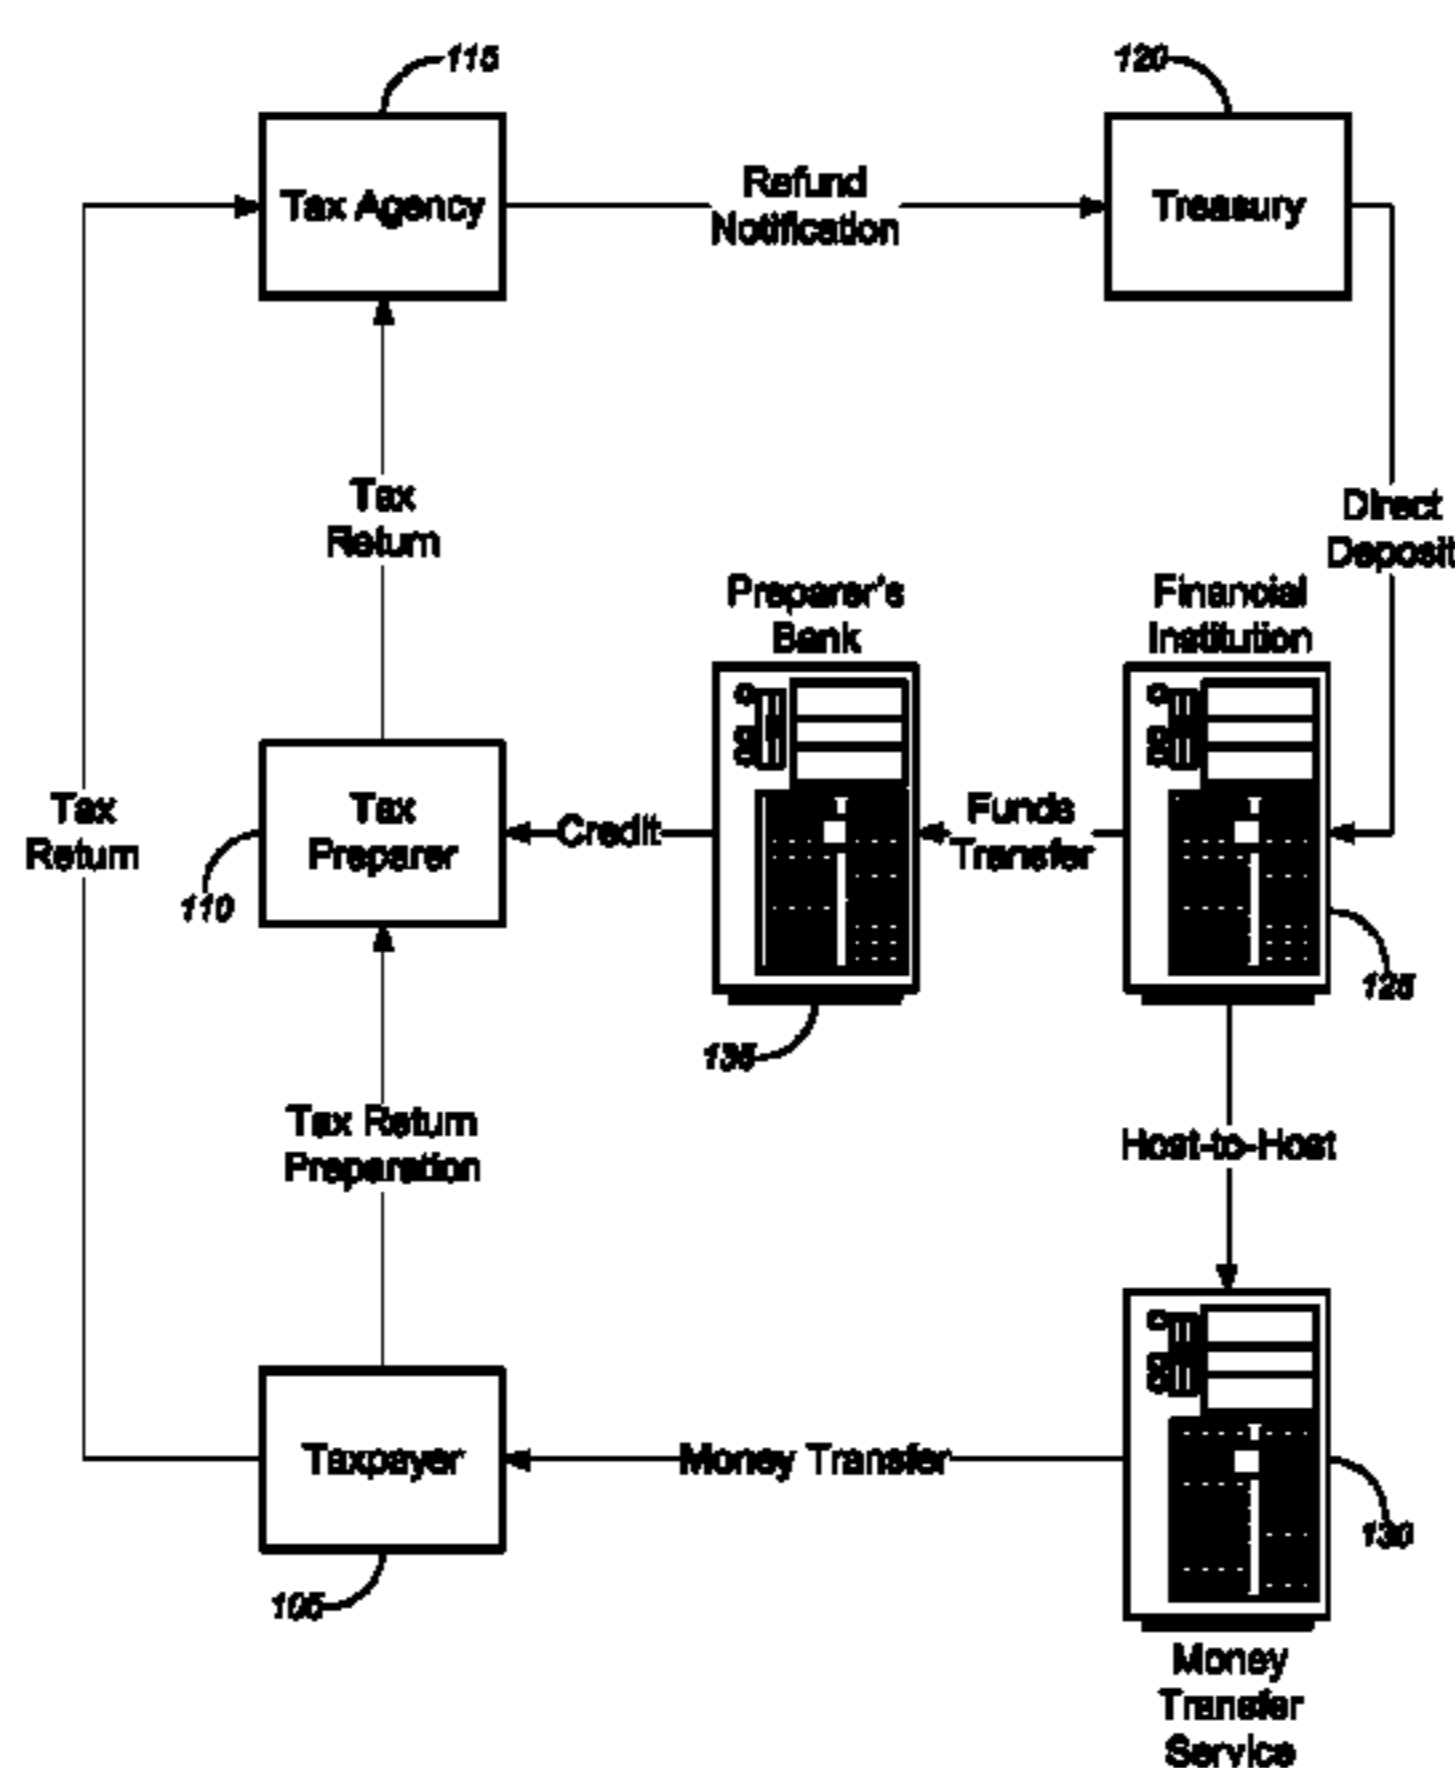 115
120
Tax Agency
Refund
Notification
Treasury
Tax
Return
Direct
Deposit
Preparer's
Bank
Financial
Institution
Tax
Return
Tax
Preparer
Credit
Funds
Transfer
110
125
135
Tax Return
Preparation
Host-to-Host
Taxpayer
Money Transfer
130
105
Money
Transfer
Service